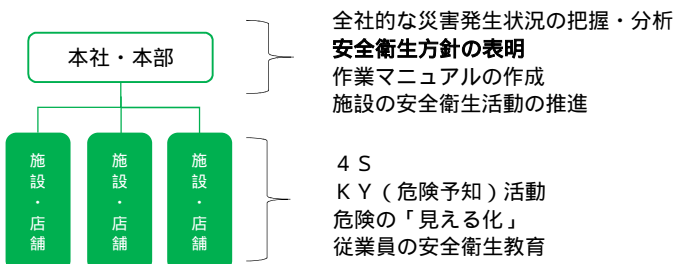 全社的な災害発生状況の把握・分析
本社・本部
安全衛生方針の表明
作業マニュアルの作成
施設の安全衛生活動の推進
施設・店舗
施設・店舗
施設・店舗
４Ｓ
ＫＹ（危険予知）活動
危険の「見える化」
従業員の安全衛生教育